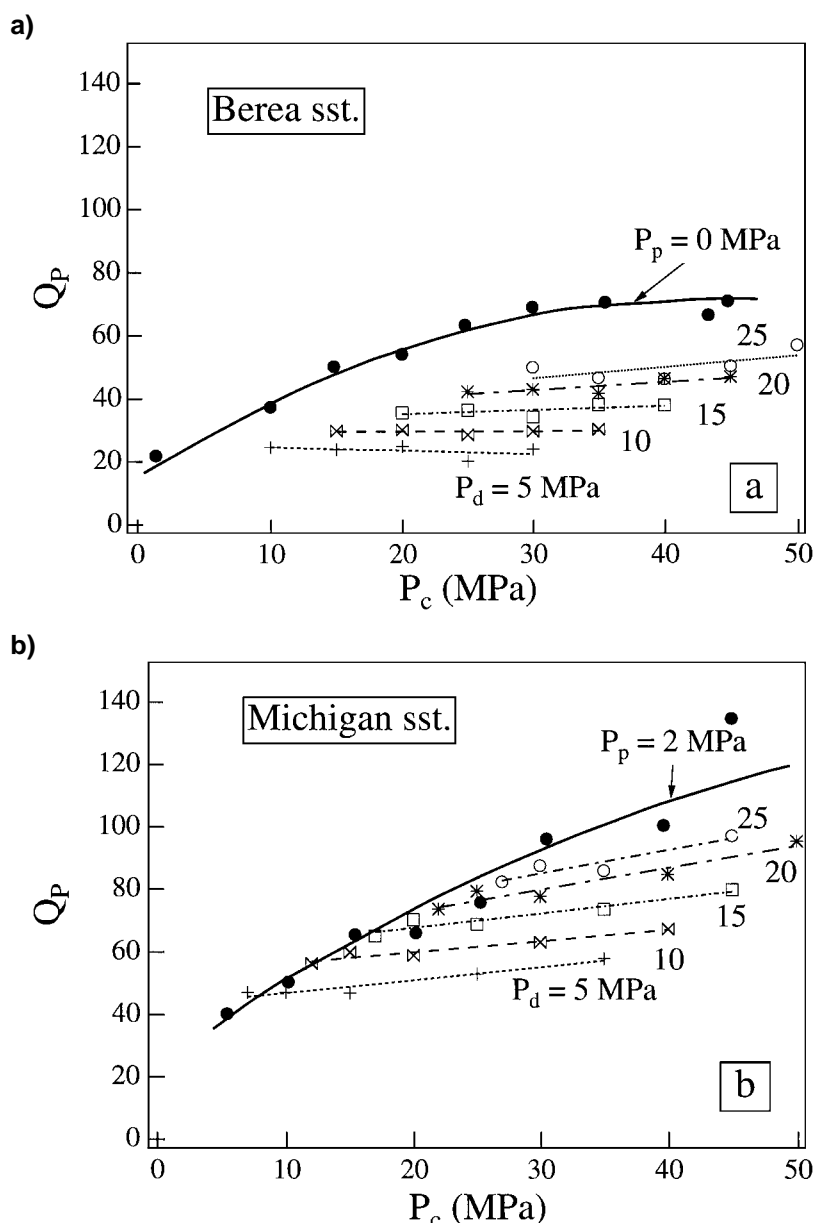 a)
140
120
100
80
60
40
20
0
Q_P
Berea sst.
P_p = 0 MPa
25
20
15
10
P_d = 5 MPa
a
0 10 20 30 40 50
P_c (MPa)
b)
140
120
100
80
60
40
20
0
Q_P
Michigan sst.
P_p = 2 MPa
25
20
15
10
P_d = 5 MPa
b
0 10 20 30 40 50
P_c (MPa)